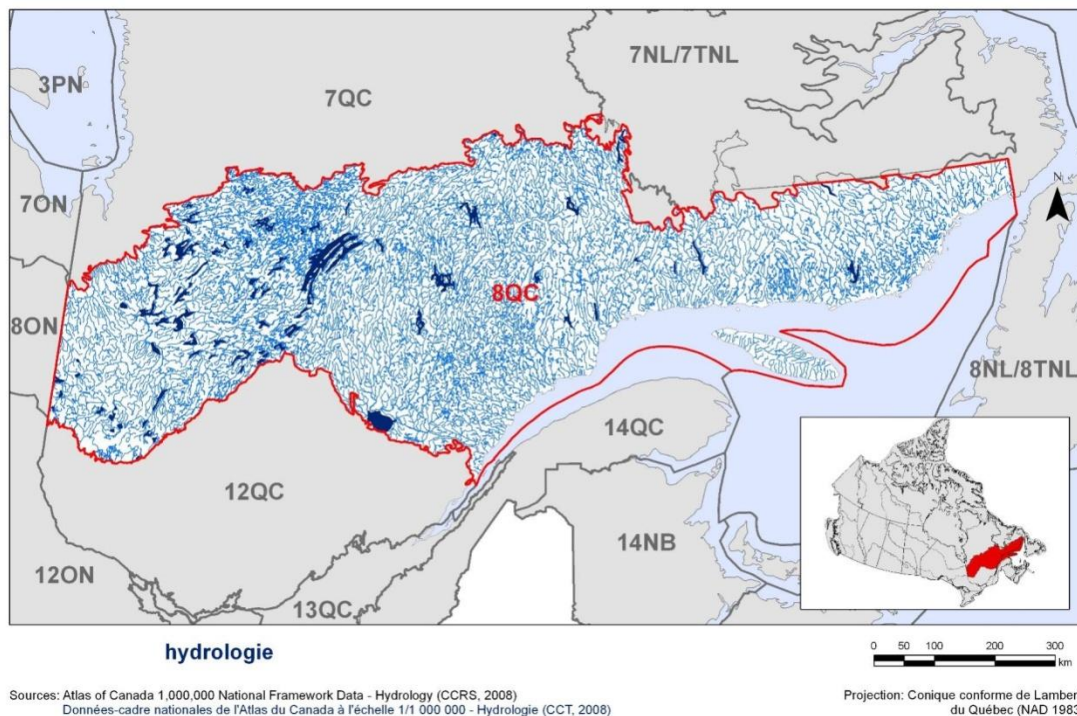 7NL/7TNL
3PN
7QC
7ON
N
8QC
8ON
8NL/8TNL
14QC
12QC
14NB
12ON
13QC
hydrologie
0 50 100 200 300
km
Sources: Atlas of Canada 1,000,000 National Framework Data - Hydrology (CCRS, 2008)
Données-cadre nationales de l'Atlas du Canada à l'échelle 1/1 000 000 - Hydrologie (CCT, 2008)
Projection: Conique conforme de Lamber
du Québec (NAD 1983